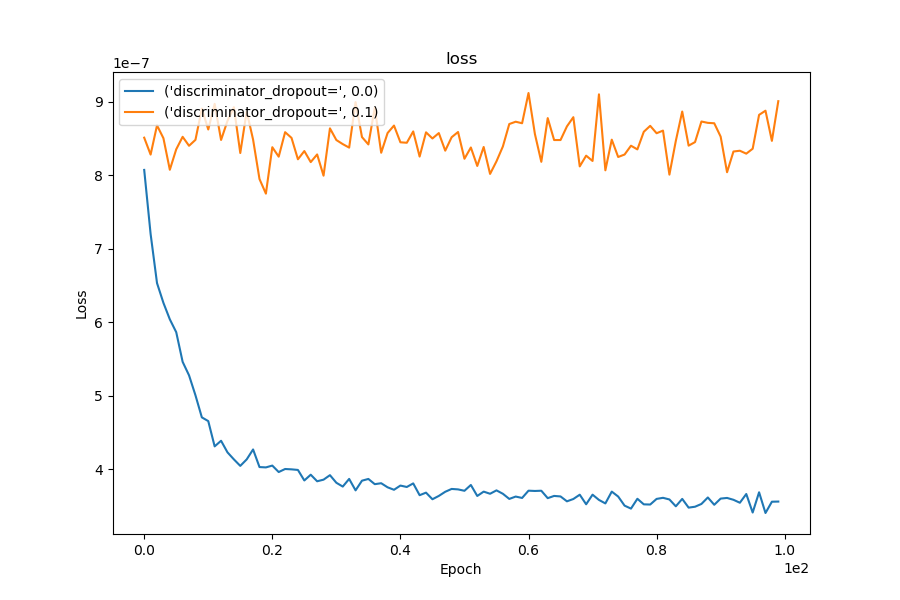 loss
1e−7
('discriminator_dropout=', 0.0)
('discriminator_dropout=', 0.1)
9
8
7
6
5
4
Loss
0.0 0.2 0.4 0.6 0.8 1.0
1e2
Epoch